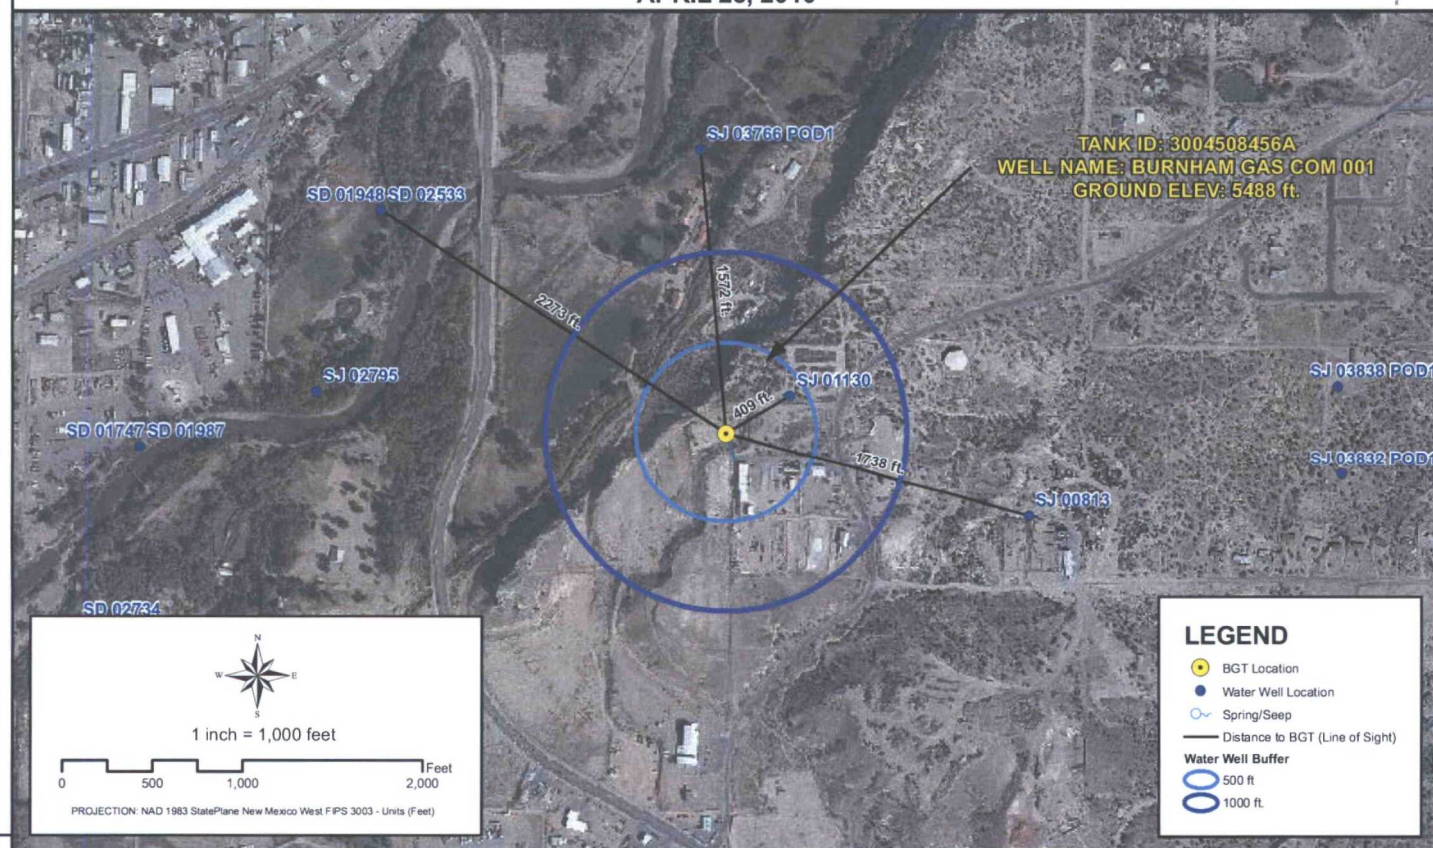 SJ 03766 POD1
TANK ID: 3004508456A
WELL NAME: BURNHAM GAS COM 001
GROUND ELEV: 5488 ft.
SD 01948 SD 02533
1572 ft.
2273 ft.
SJ 02795
SJ 01130
SJ 03838 POD1
409 ft.
SD 01747 SD 01987
1738 ft.
SJ 03832 POD1
SJ 00813
SD 02734
N
W
E
S
1 inch = 1,000 feet
Feet
0
500
1,000
2,000
PROJECTION: NAD 1983 StatePlane New Mexico West FIPS 3003 - Units (Feet)
LEGEND
BGT Location
Water Well Location
Spring/Seep
Distance to BGT (Line of Sight)
Water Well Buffer
500 ft
1000 ft.